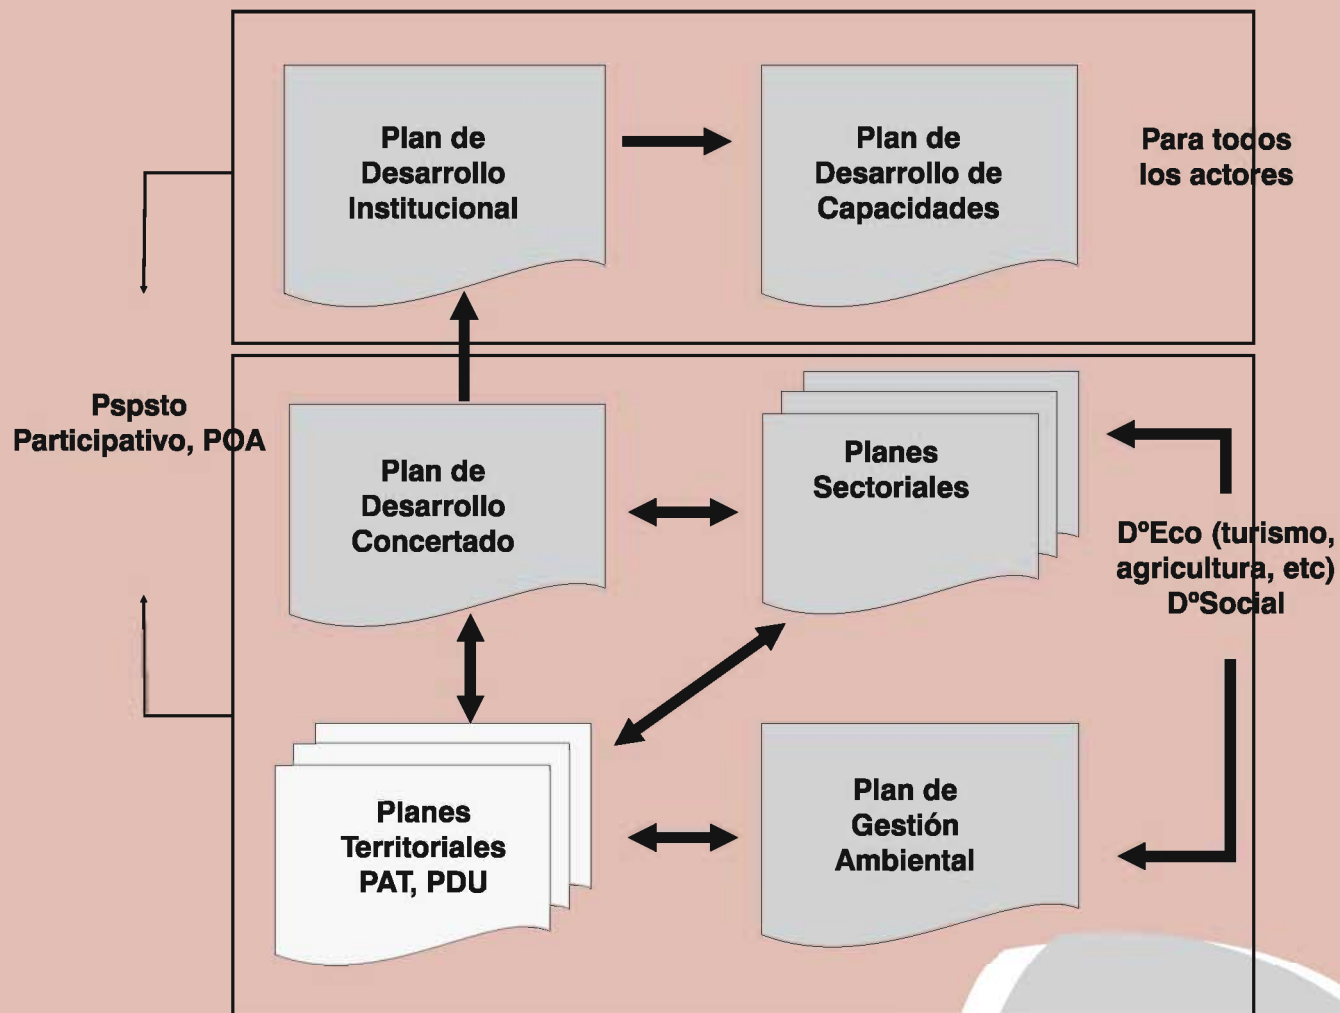 Plan de
Desarrollo
Institucional
Plan de
Desarrollo de
Capacidades
Para todos
los actores
Pspsto
Participativo, POA
Plan de
Desarrollo
Concertado
Planes
Sectoriales
DºEco (turismo,
agricultura, etc)
DºSocial
Planes
Territoriales
PAT, PDU
Plan de
Gestión
Ambiental